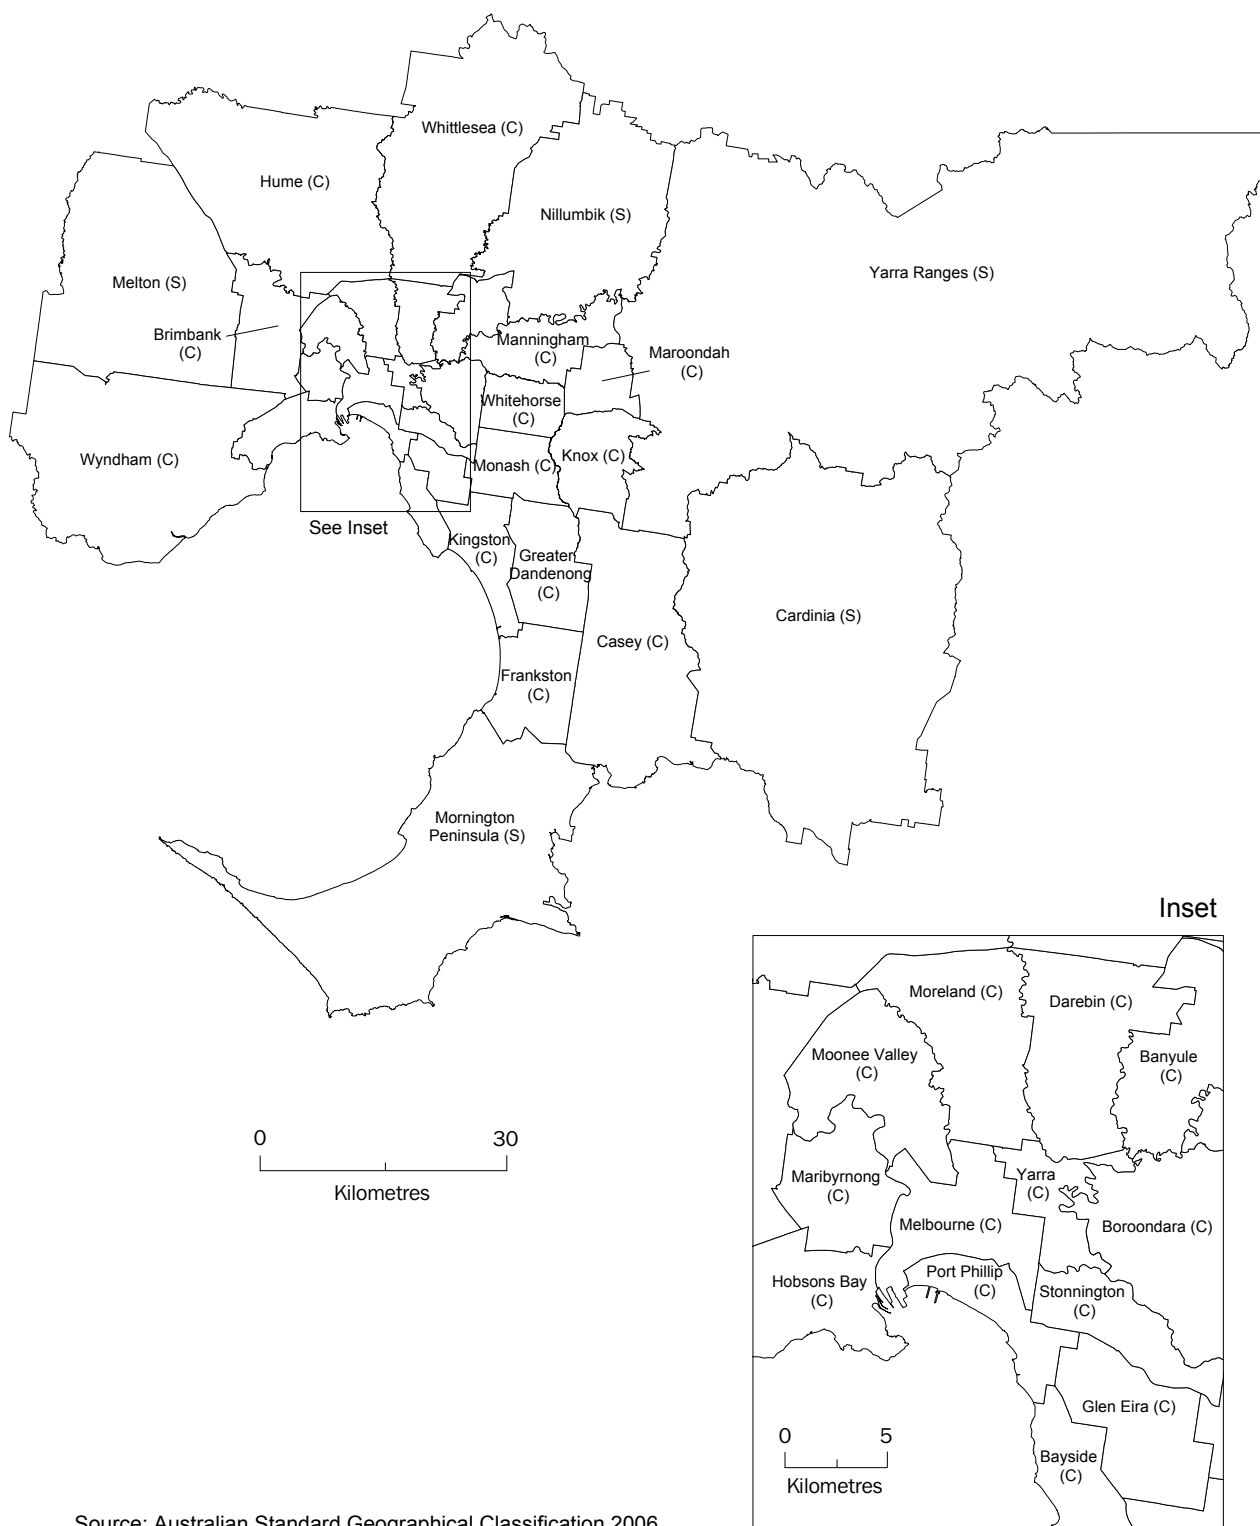 Whittlesea (C)
Hume (C)
Nillumbik (S)
Yarra Ranges (S)
Melton (S)
Brimbank
(C)
Manningham
(C)
Maroondah
(C)
Whitehorse
(C)
Wyndham (C)
Monash (C)
Knox (C)
See Inset
Kingston
(C)
Greater
Dandenong
(C)
Cardinia (S)
Casey (C)
Frankston
(C)
Mornington
Peninsula (S)
0 30
Kilometres
Inset
Moreland (C)
Darebin (C)
Moonee Valley
(C)
Banyule
(C)
Maribyrnong
(C)
Yarra
(C)
Melbourne (C)
Boroondara (C)
Hobsons Bay
(C)
Port Phillip
(C)
Stonnington
(C)
Glen Eira (C)
Bayside
(C)
0 5
Kilometres
Source: Australian Standard Geographical Classification 2006